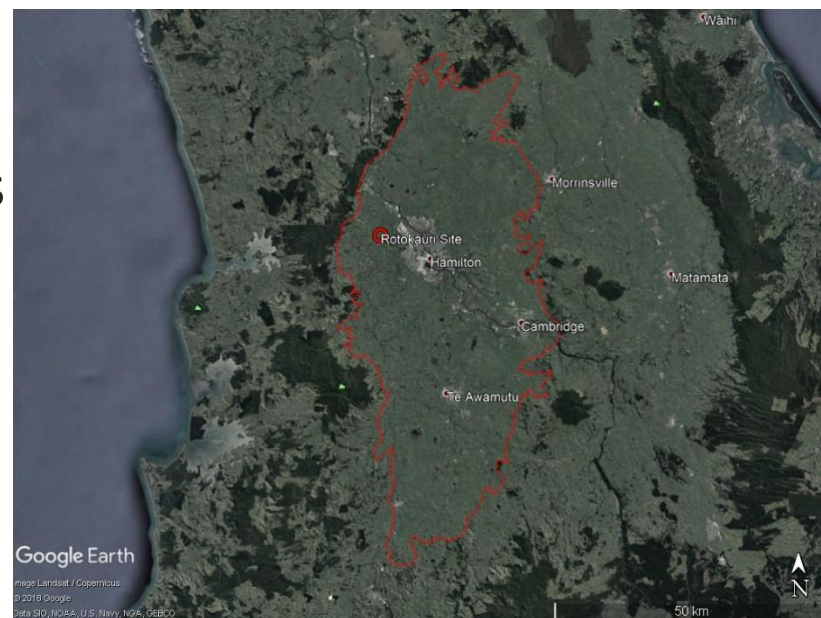 s
Waihi
Morrinsville
Rotokauri Site
Hamilton
Matamata
Cambridge
Te Awamutu
Google Earth
mage Landsat / Copernicus
© 2018 Google
Data SIO, NOAA, U.S. Navy, NGA, GEBCO
50 km
N